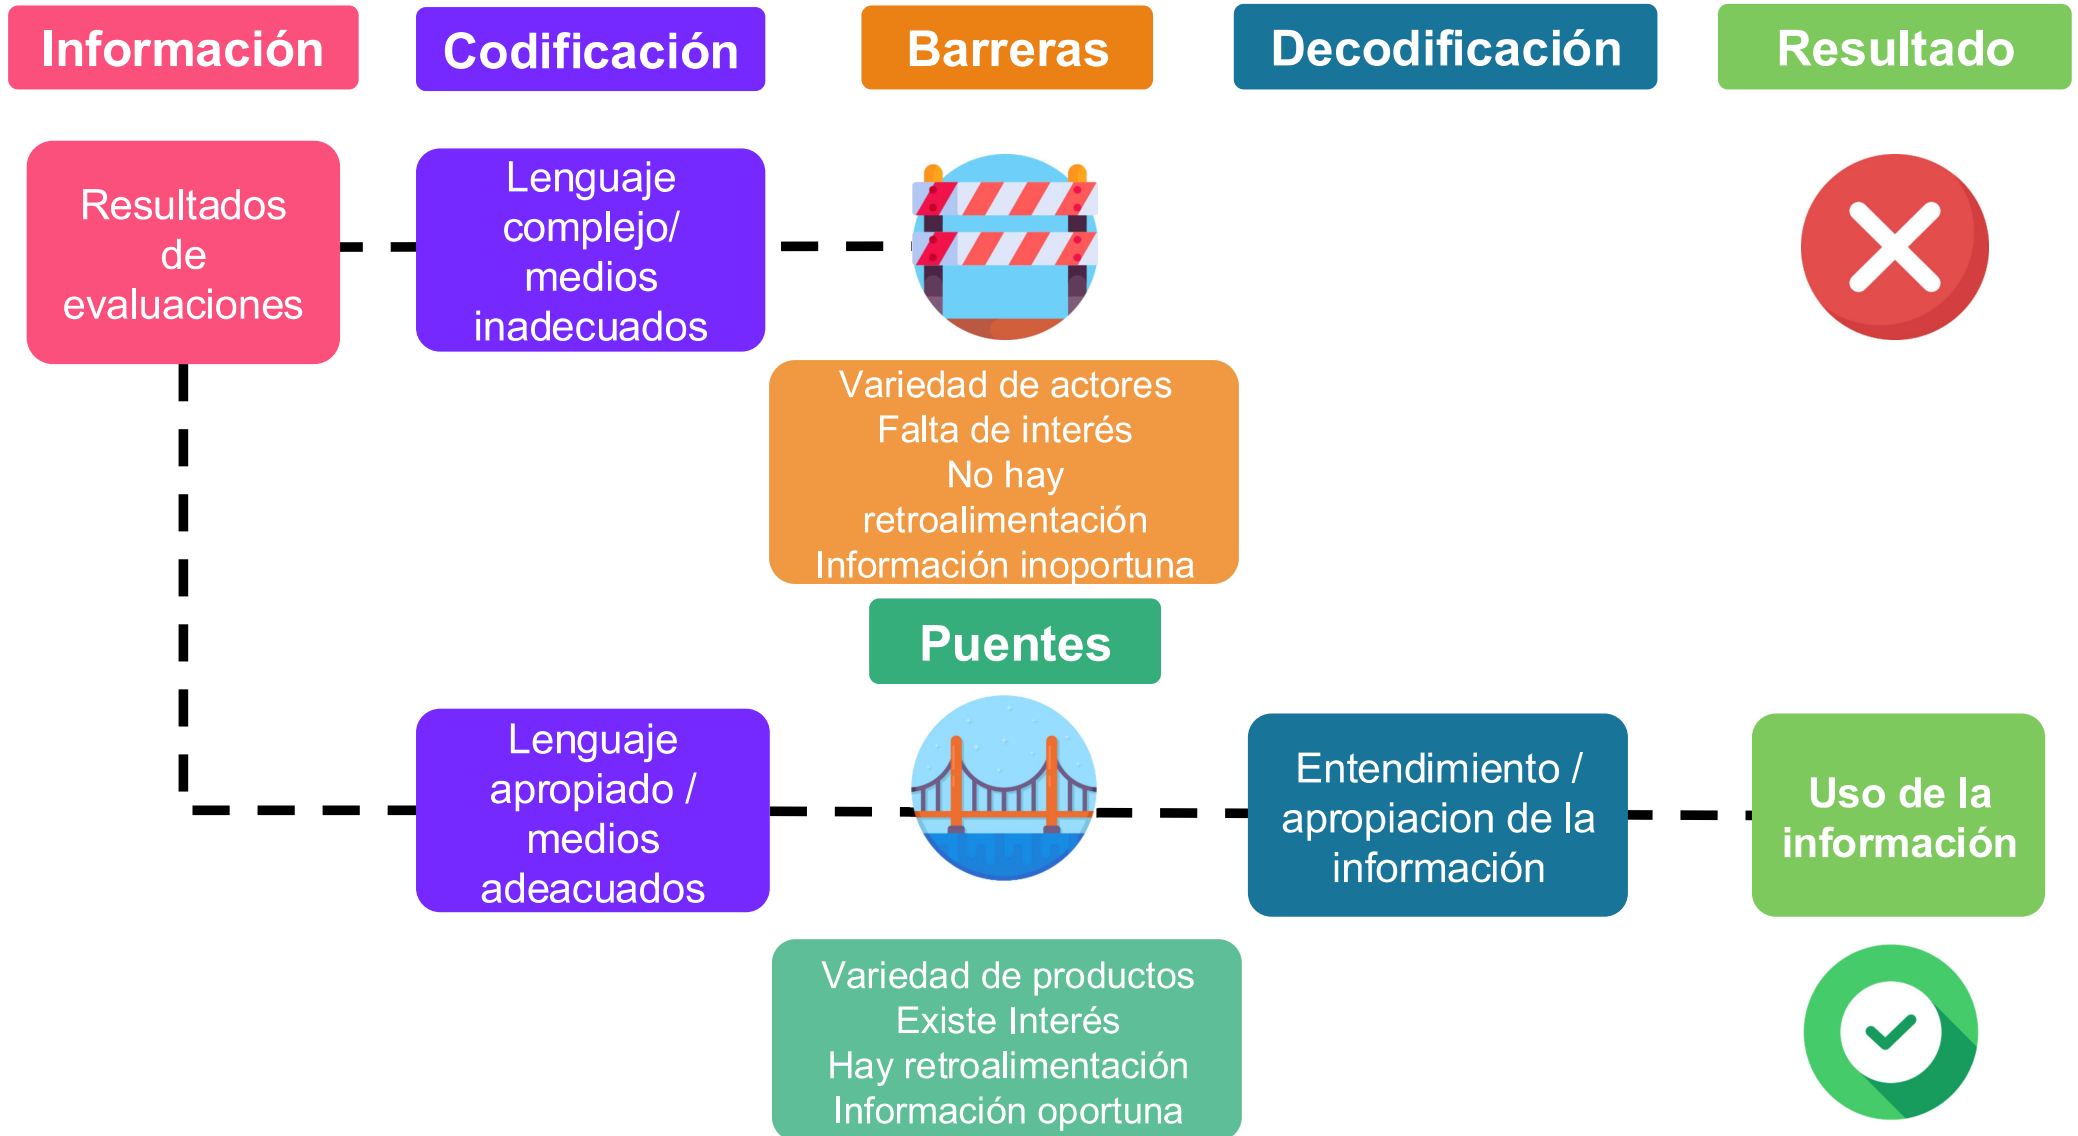 Información
Codificación
Barreras
Decodificación
Resultado
Resultados
de
evaluaciones
Lenguaje
complejo/
medios
inadecuados
Variedad de actores
Falta de interés
No hay
retroalimentación
Información inoportuna
Puentes
Lenguaje
apropiado /
medios
adeacuados
Entendimiento /
apropiacion de la
información
Uso de la
información
Variedad de productos
Existe Interés
Hay retroalimentación
Información oportuna